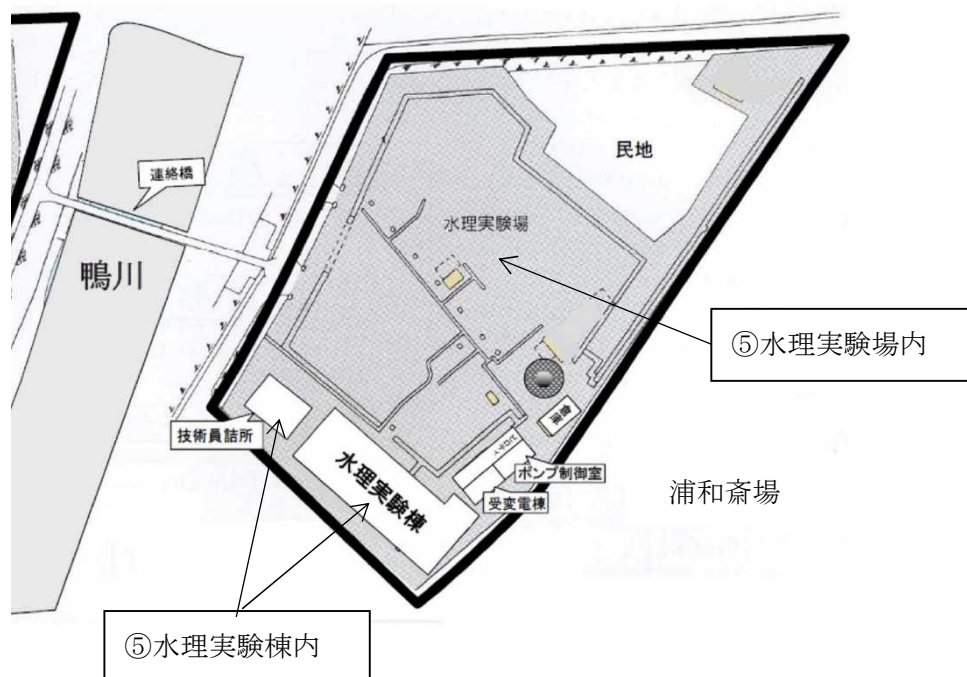 民地
連絡橋
水理実験場
鴨川
⑤水理実験場内
倉庫
技術員詰所
ポンプ制御室
水理実験棟
受変電棟
浦和斎場
⑤水理実験棟内